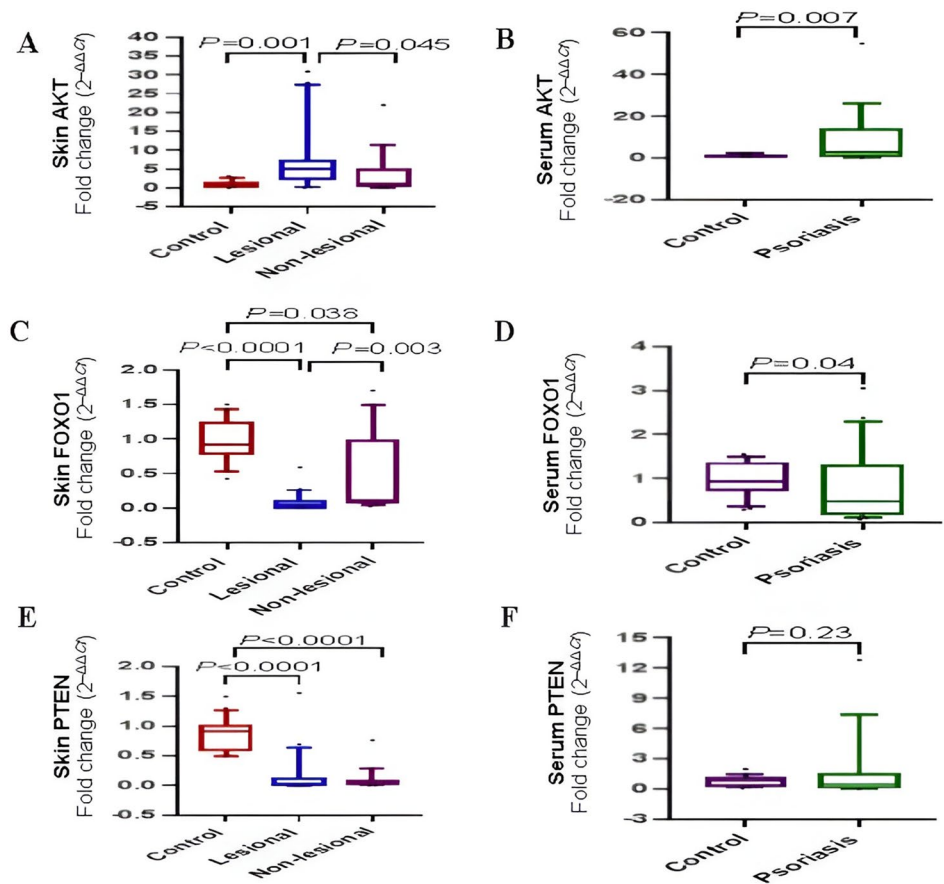 A
Skin AKT
Fold change (2–ΔΔCt)
P=0.001
P=0.045
40
35
30
25
20
15
10
5
0
–5
Control
Lesional
Non-lesional
B
Serum AKT
Fold change (2–ΔΔCt)
P=0.007
60
40
20
0
–20
Control
Psoriasis
C
Skin FOXO1
Fold change (2–ΔΔCt)
P=0.038
P<0.0001
P=0.003
2.0
1.5
1.0
0.5
0.0
–0.5
Control
Lesional
Non-lesional
D
Serum FOXO1
Fold change (2–ΔΔCt)
P=0.04
4
3
2
1
0
Control
Psoriasis
E
Skin PTEN
Fold change (2–ΔΔCt)
P<0.0001
P<0.0001
2.0
1.5
1.0
0.5
0.0
–0.5
Control
Lesional
Non-lesional
F
Serum PTEN
Fold change (2–ΔΔCt)
P=0.23
15
12
9
6
3
0
–3
Control
Psoriasis